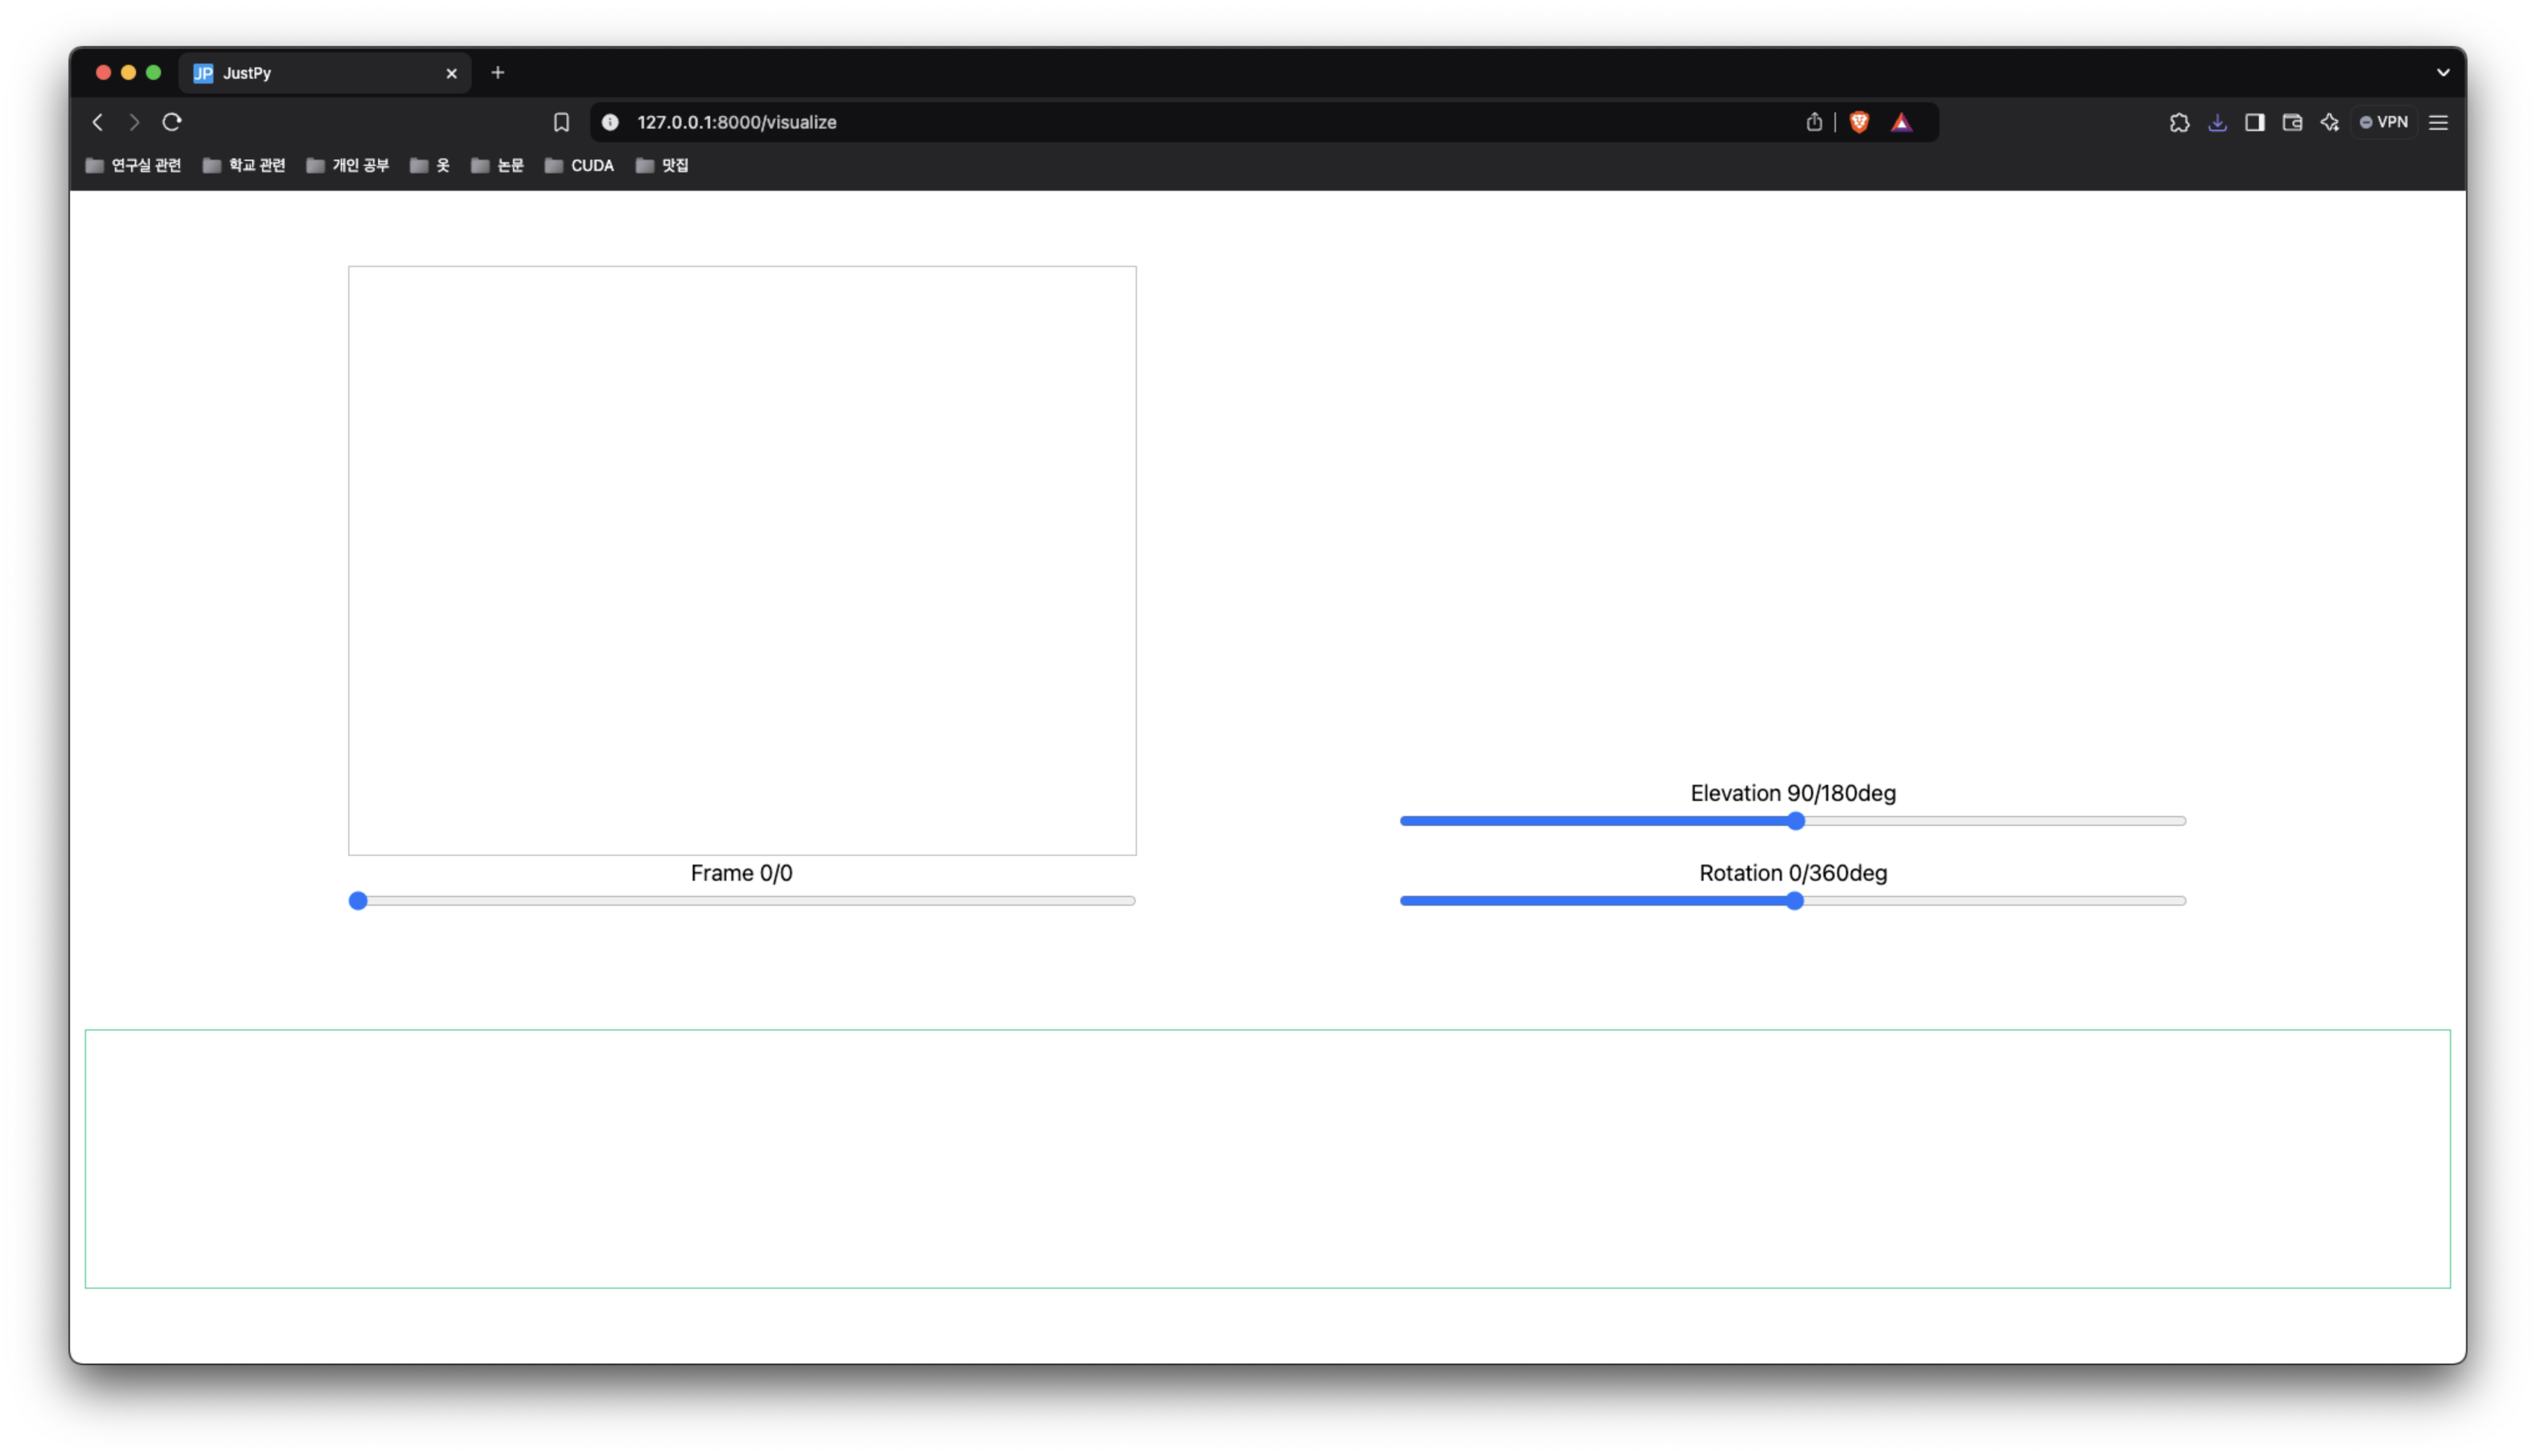 JP JustPy
127.0.0.1:8000/visualize
VPN
연구실 관련 학교 관련 개인 공부 옷 논문 CUDA 맛집
Elevation 90/180deg
Frame 0/0
Rotation 0/360deg